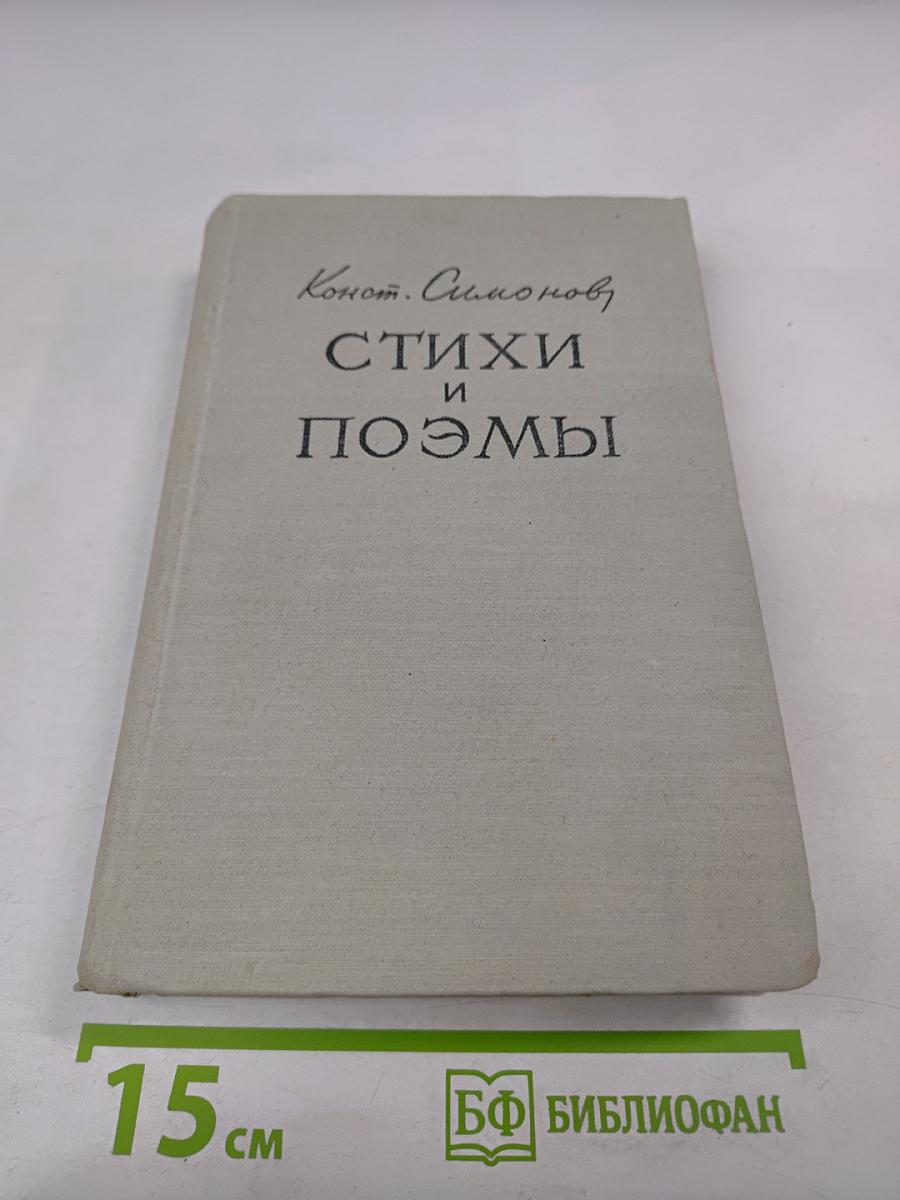 Конст. Симонов
СТИХИ
И
ПОЭМЫ
15 см
БФ БИБЛИОФАН